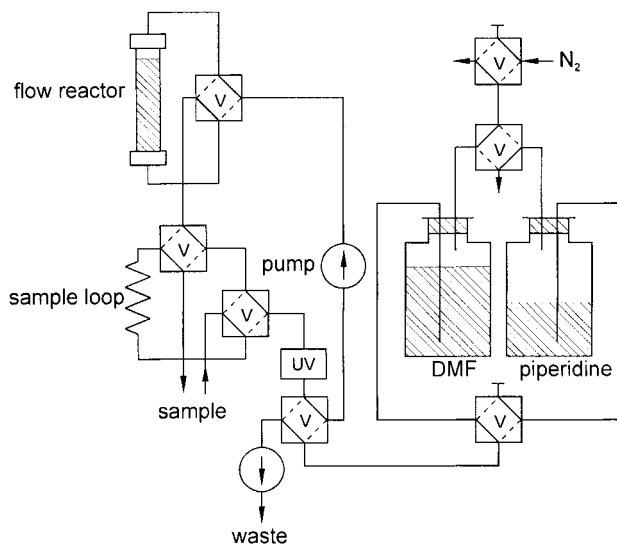 V
N2
flow reactor
V
V
V
pump
sample loop
V
UV
DMF
piperidine
sample
V
V
waste